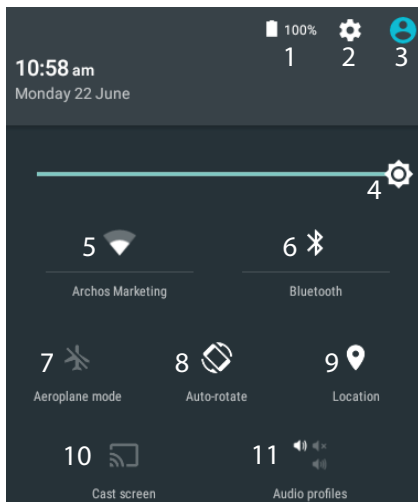 100%
1 2 3
10:58 am
Monday 22 June
4
5 6
Archos Marketing Bluetooth
7 8 9
Aeroplane mode Auto-rotate Location
10 11
Cast screen Audio profiles